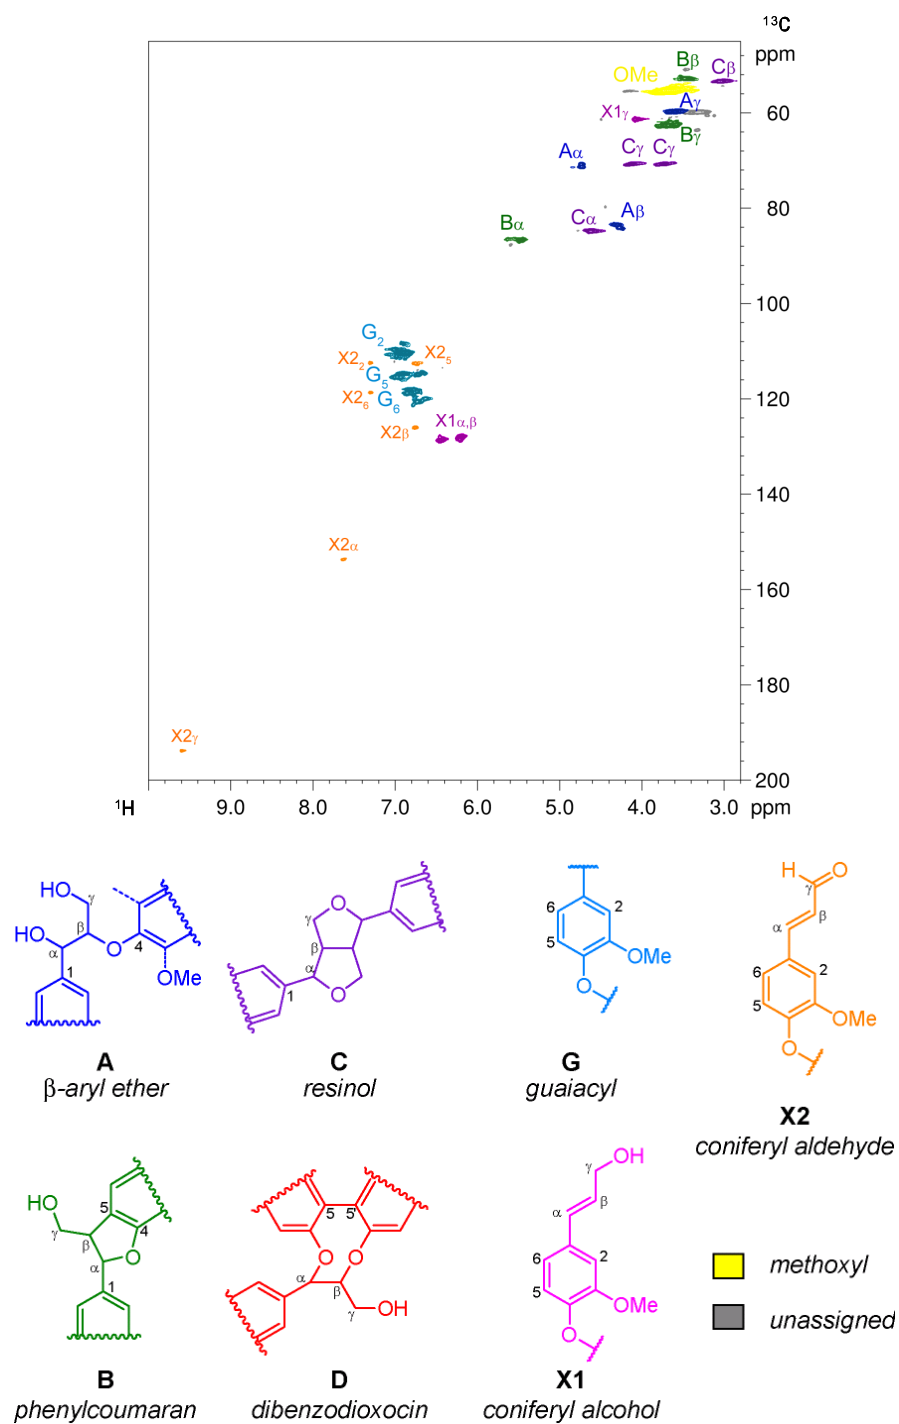 13C
ppm
Bβ
Cβ
OMe
Aγ
X1γ
60
Bγ
Aα
Cγ
Cγ
80
Bα
Cα
Aβ
100
G2
X22
X25
G5
X26
G6
120
X2β
X1α,β
140
X2α
160
180
X2γ
200
1H
9.0
8.0
7.0
6.0
5.0
4.0
3.0
ppm
HO
γ
HO
β
α
O
4
1
OMe
A
β-aryl ether
O
γ
β
α
1
O
C
resinol
6
2
5
OMe
O
G
guaiacyl
H
O
γ
β
α
6
2
5
OMe
O
X2
coniferyl aldehyde
HO
5
4
γ
β
O
α
1
B
phenylcoumaran
5
5'
O
O
α
β
γ
OH
D
dibenzodioxocin
OH
γ
β
α
6
2
5
OMe
O
X1
coniferyl alcohol
methoxyl
unassigned